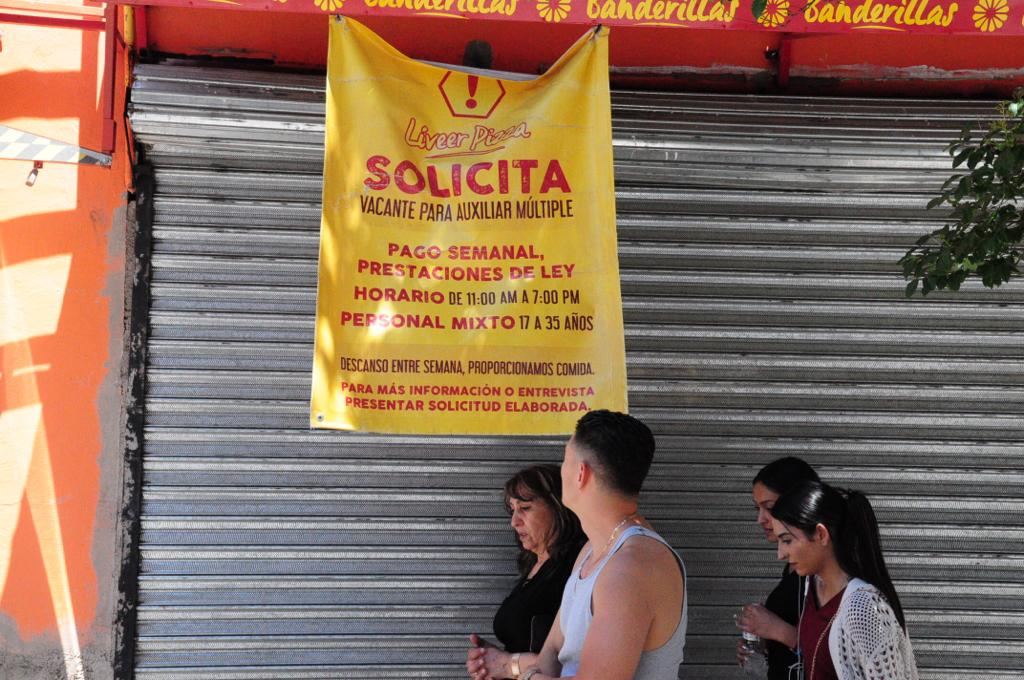 banderillas banderillas banderillas
!
Liveer Pizza
SOLICITA
VACANTE PARA AUXILIAR MÚLTIPLE
PAGO SEMANAL,
PRESTACIONES DE LEY
HORARIO DE 11:00 AM A 7:00 PM
PERSONAL MIXTO 17 A 35 AÑOS
DESCANSO ENTRE SEMANA, PROPORCIONAMOS COMIDA.
PARA MÁS INFORMACIÓN O ENTREVISTA
PRESENTAR SOLICITUD ELABORADA.